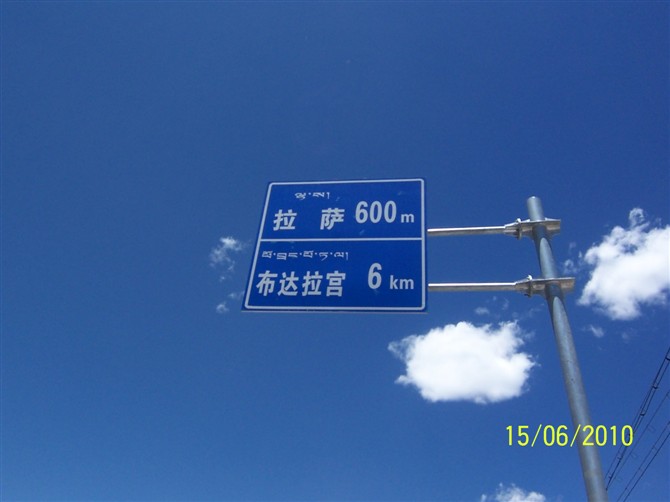 ལྷ་ས།
拉 萨 600 m
ཕོ་བྲང་པོ་ཏ་ལ།
布达拉宫 6 km
15/06/2010